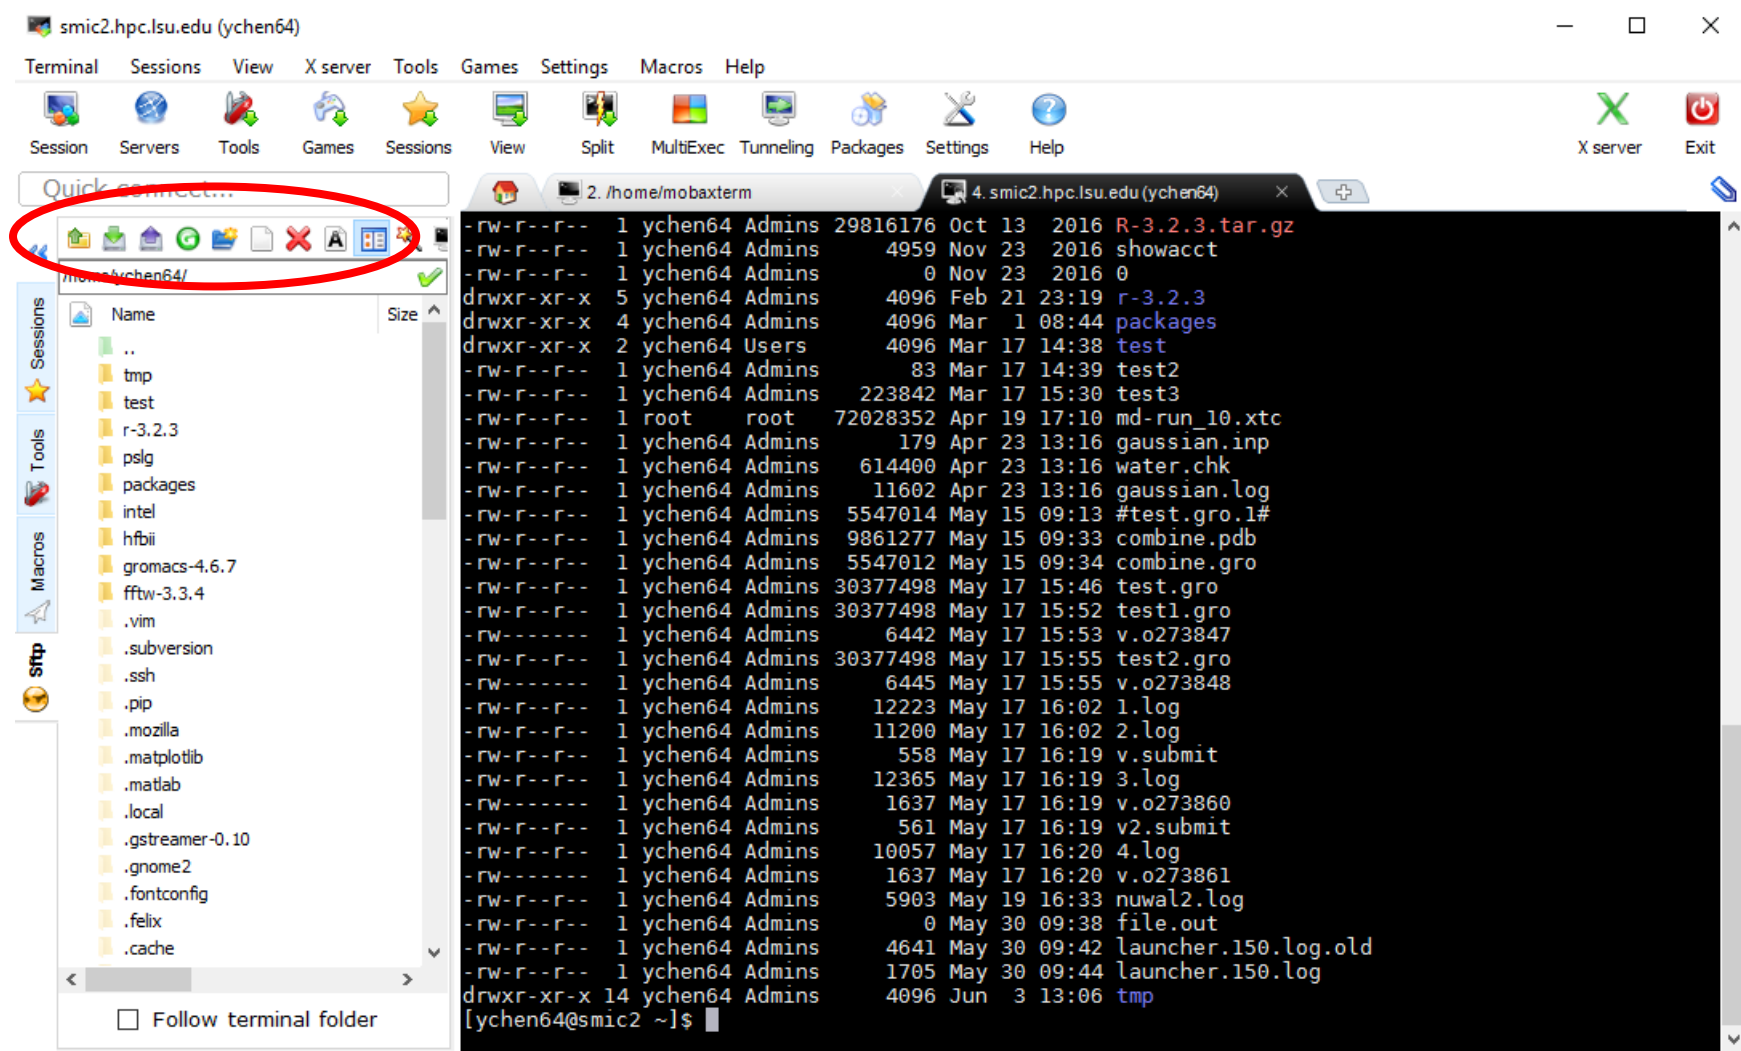 smic2.hpc.lsu.edu (ychen64)
Terminal Sessions View X server Tools Games Settings Macros Help
Session Servers Tools Games Sessions View Split MultiExec Tunneling Packages Settings Help X server Exit
Quick connect...
2. /home/mobaxterm
4. smic2.hpc.lsu.edu (ychen64)
/home/ychen64/
Name Size
..
tmp
test
r-3.2.3
pslg
packages
intel
hfbii
gromacs-4.6.7
fftw-3.3.4
.vim
.subversion
.ssh
.pip
.mozilla
.matplotlib
.matlab
.local
.gstreamer-0.10
.gnome2
.fontconfig
.felix
.cache
Follow terminal folder
Sessions
Tools
Macros
Sftp
-rw-r--r-- 1 ychen64 Admins 29816176 Oct 13 2016 R-3.2.3.tar.gz
-rw-r--r-- 1 ychen64 Admins 4959 Nov 23 2016 showacct
-rw-r--r-- 1 ychen64 Admins 0 Nov 23 2016 0
drwxr-xr-x 5 ychen64 Admins 4096 Feb 21 23:19 r-3.2.3
drwxr-xr-x 4 ychen64 Admins 4096 Mar 1 08:44 packages
drwxr-xr-x 2 ychen64 Users 4096 Mar 17 14:38 test
-rw-r--r-- 1 ychen64 Admins 83 Mar 17 14:39 test2
-rw-r--r-- 1 ychen64 Admins 223842 Mar 17 15:30 test3
-rw-r--r-- 1 root root 72028352 Apr 19 17:10 md-run_10.xtc
-rw-r--r-- 1 ychen64 Admins 179 Apr 23 13:16 gaussian.inp
-rw-r--r-- 1 ychen64 Admins 614400 Apr 23 13:16 water.chk
-rw-r--r-- 1 ychen64 Admins 11602 Apr 23 13:16 gaussian.log
-rw-r--r-- 1 ychen64 Admins 5547014 May 15 09:13 #test.gro.1#
-rw-r--r-- 1 ychen64 Admins 9861277 May 15 09:33 combine.pdb
-rw-r--r-- 1 ychen64 Admins 5547012 May 15 09:34 combine.gro
-rw-r--r-- 1 ychen64 Admins 30377498 May 17 15:46 test.gro
-rw-r--r-- 1 ychen64 Admins 30377498 May 17 15:52 test1.gro
-rw------- 1 ychen64 Admins 6442 May 17 15:53 v.o273847
-rw-r--r-- 1 ychen64 Admins 30377498 May 17 15:55 test2.gro
-rw------- 1 ychen64 Admins 6445 May 17 15:55 v.o273848
-rw-r--r-- 1 ychen64 Admins 12223 May 17 16:02 1.log
-rw-r--r-- 1 ychen64 Admins 11200 May 17 16:02 2.log
-rw-r--r-- 1 ychen64 Admins 558 May 17 16:19 v.submit
-rw-r--r-- 1 ychen64 Admins 12365 May 17 16:19 3.log
-rw------- 1 ychen64 Admins 1637 May 17 16:19 v.o273860
-rw-r--r-- 1 ychen64 Admins 561 May 17 16:19 v2.submit
-rw-r--r-- 1 ychen64 Admins 10057 May 17 16:20 4.log
-rw------- 1 ychen64 Admins 1637 May 17 16:20 v.o273861
-rw-r--r-- 1 ychen64 Admins 5903 May 19 16:33 nuwal2.log
-rw-r--r-- 1 ychen64 Admins 0 May 30 09:38 file.out
-rw-r--r-- 1 ychen64 Admins 4641 May 30 09:42 launcher.150.log.old
-rw-r--r-- 1 ychen64 Admins 1705 May 30 09:44 launcher.150.log
drwxr-xr-x 14 ychen64 Admins 4096 Jun 3 13:06 tmp
[ychen64@smic2 ~]$